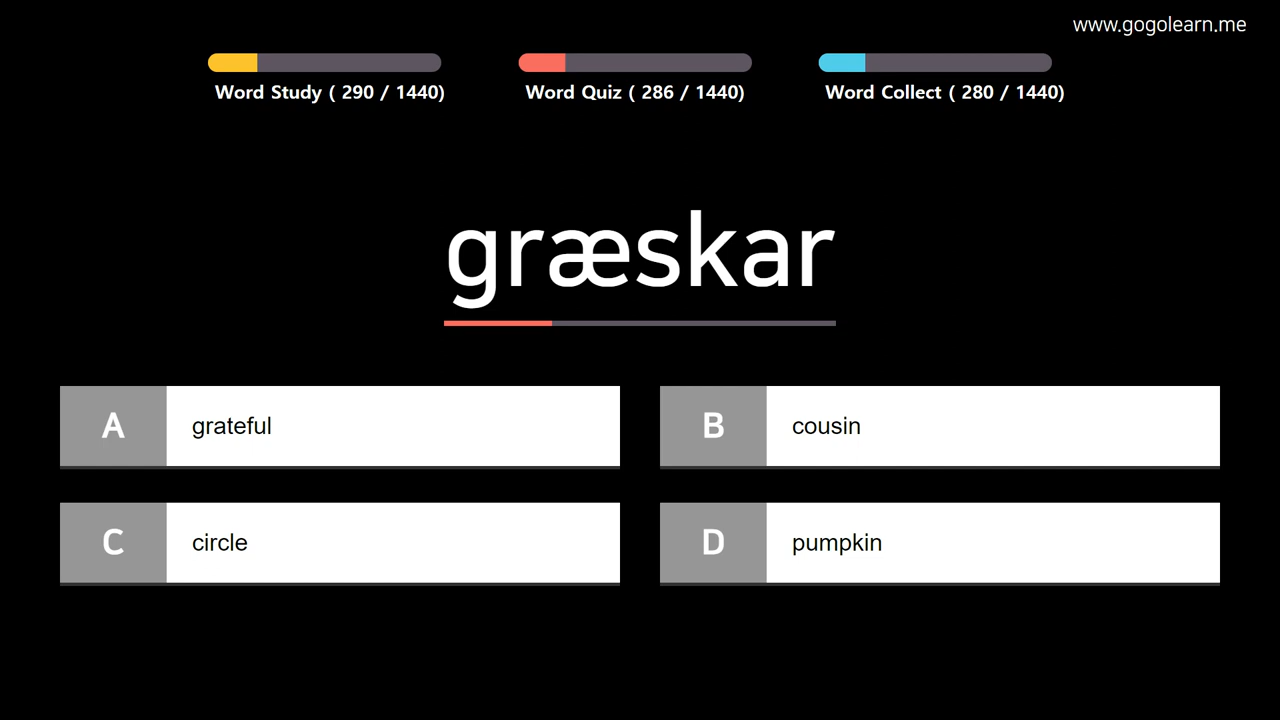 www.gogolearn.me
Word Study ( 290 / 1440)
Word Quiz ( 286 / 1440)
Word Collect ( 280 / 1440)
græskar
A
grateful
B
cousin
C
circle
D
pumpkin